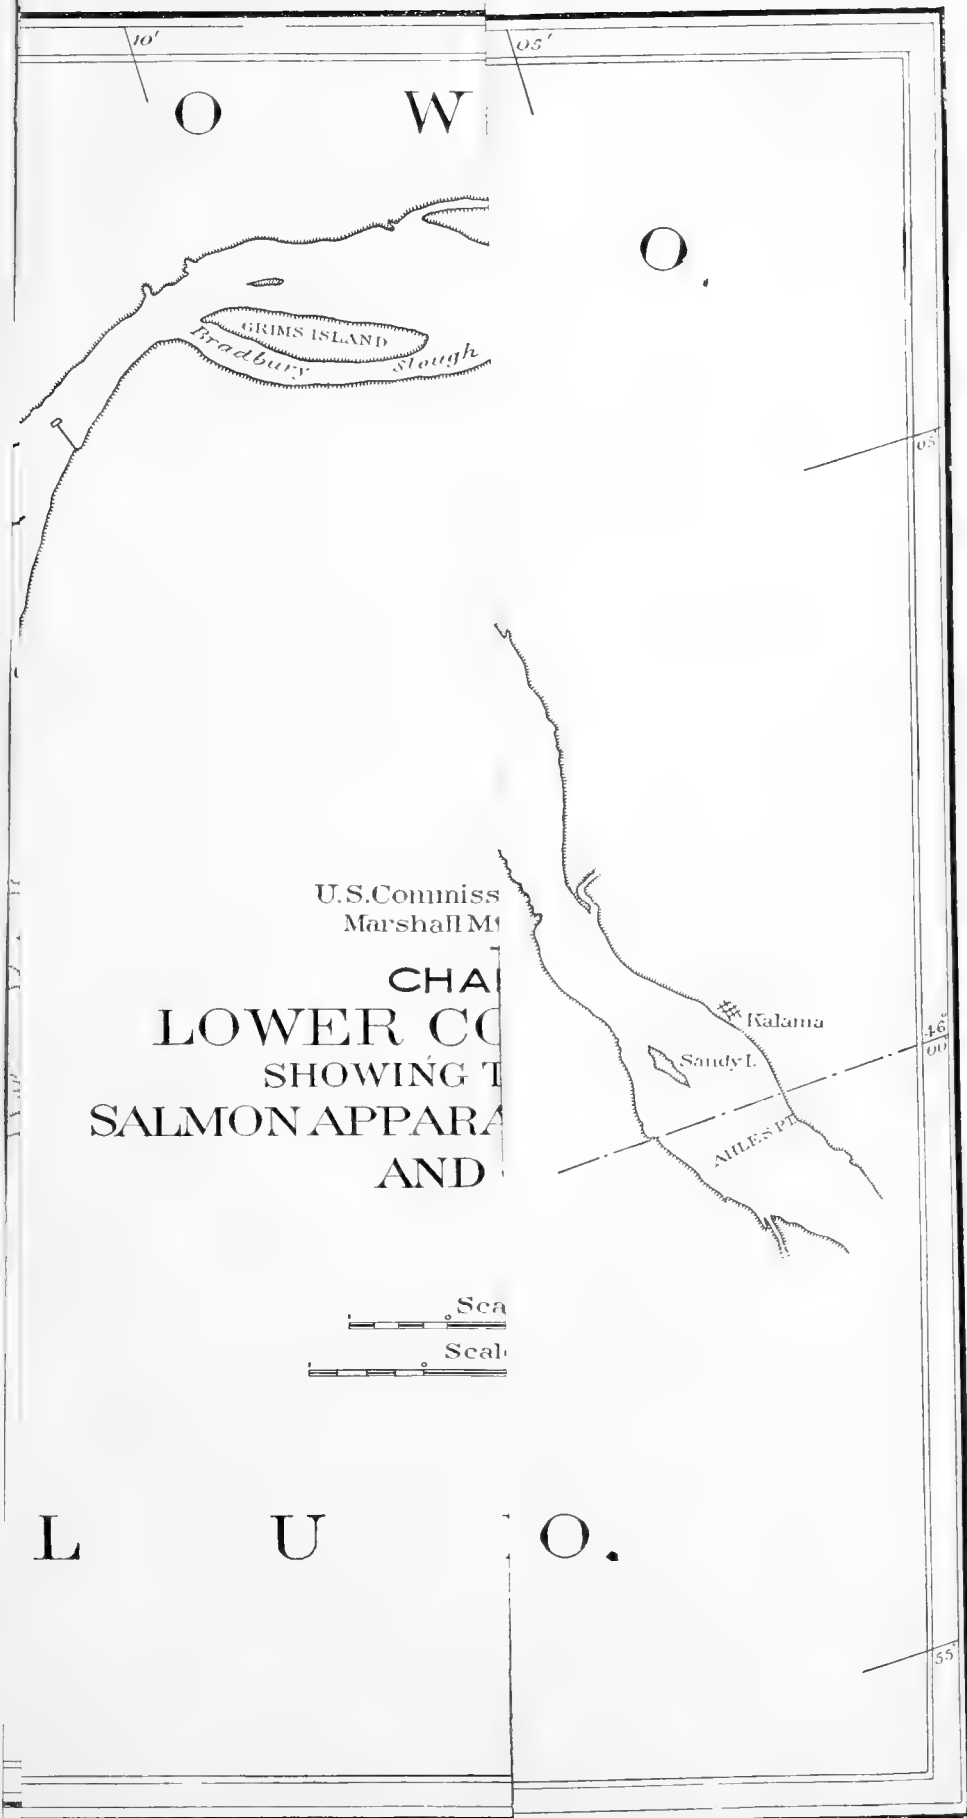 10'
05'
O W
O.
GRIMS ISLAND
Bradbury Slough
05'
U.S.Commiss
Marshall M
CHA
LOWER CO
SHOWING T
SALMON APPARA
AND
Kalama
46°
00'
Sandy I.
AHLES PT.
Sca
Scal
L U O.
55'